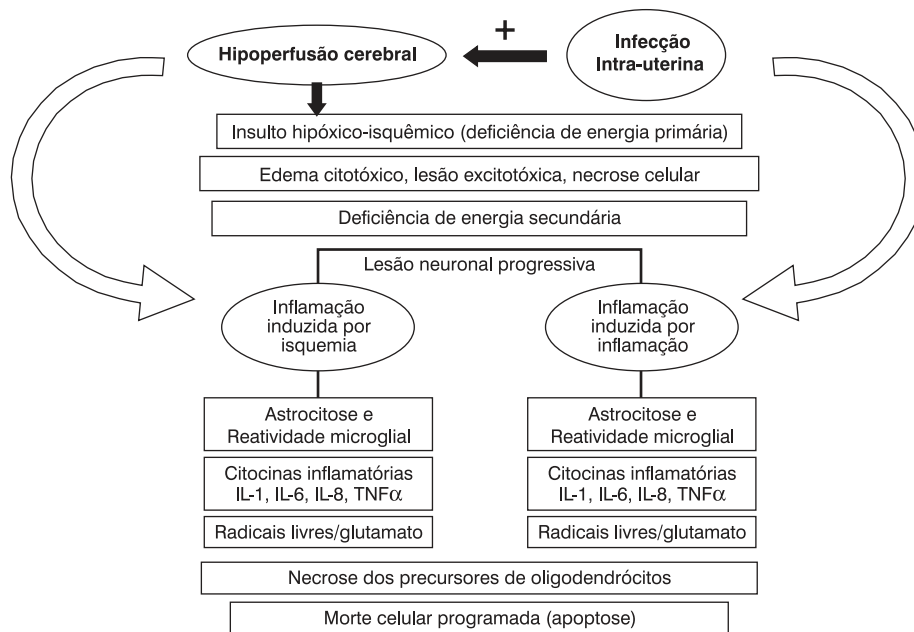 +
Hipoperfusão cerebral
Infecção
Intra-uterina
Insulto hipóxico-isquêmico (deficiência de energia primária)
Edema citotóxico, lesão excitotóxica, necrose celular
Deficiência de energia secundária
Lesão neuronal progressiva
Inflamação
induzida por
isquemia
Inflamação
induzida por
inflamação
Astrocitose e
Reatividade microglial
Astrocitose e
Reatividade microglial
Citocinas inflamatórias
IL-1, IL-6, IL-8, TNFα
Citocinas inflamatórias
IL-1, IL-6, IL-8, TNFα
Radicais livres/glutamato
Radicais livres/glutamato
Necrose dos precursores de oligodendrócitos
Morte celular programada (apoptose)